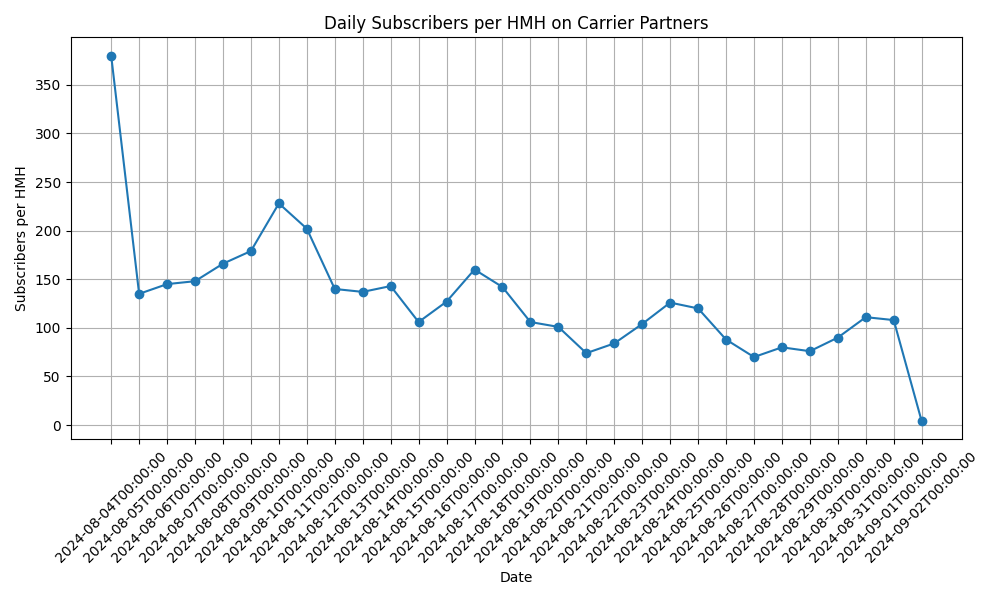 Daily Subscribers per HMH on Carrier Partners
Subscribers per HMH
350
300
250
200
150
100
50
0
2024-08-04T00:00:00
2024-08-05T00:00:00
2024-08-06T00:00:00
2024-08-07T00:00:00
2024-08-08T00:00:00
2024-08-09T00:00:00
2024-08-10T00:00:00
2024-08-11T00:00:00
2024-08-12T00:00:00
2024-08-13T00:00:00
2024-08-14T00:00:00
2024-08-15T00:00:00
2024-08-16T00:00:00
2024-08-17T00:00:00
2024-08-18T00:00:00
2024-08-19T00:00:00
2024-08-20T00:00:00
2024-08-21T00:00:00
2024-08-22T00:00:00
2024-08-23T00:00:00
2024-08-24T00:00:00
2024-08-25T00:00:00
2024-08-26T00:00:00
2024-08-27T00:00:00
2024-08-28T00:00:00
2024-08-29T00:00:00
2024-08-30T00:00:00
2024-08-31T00:00:00
2024-09-01T00:00:00
2024-09-02T00:00:00
Date